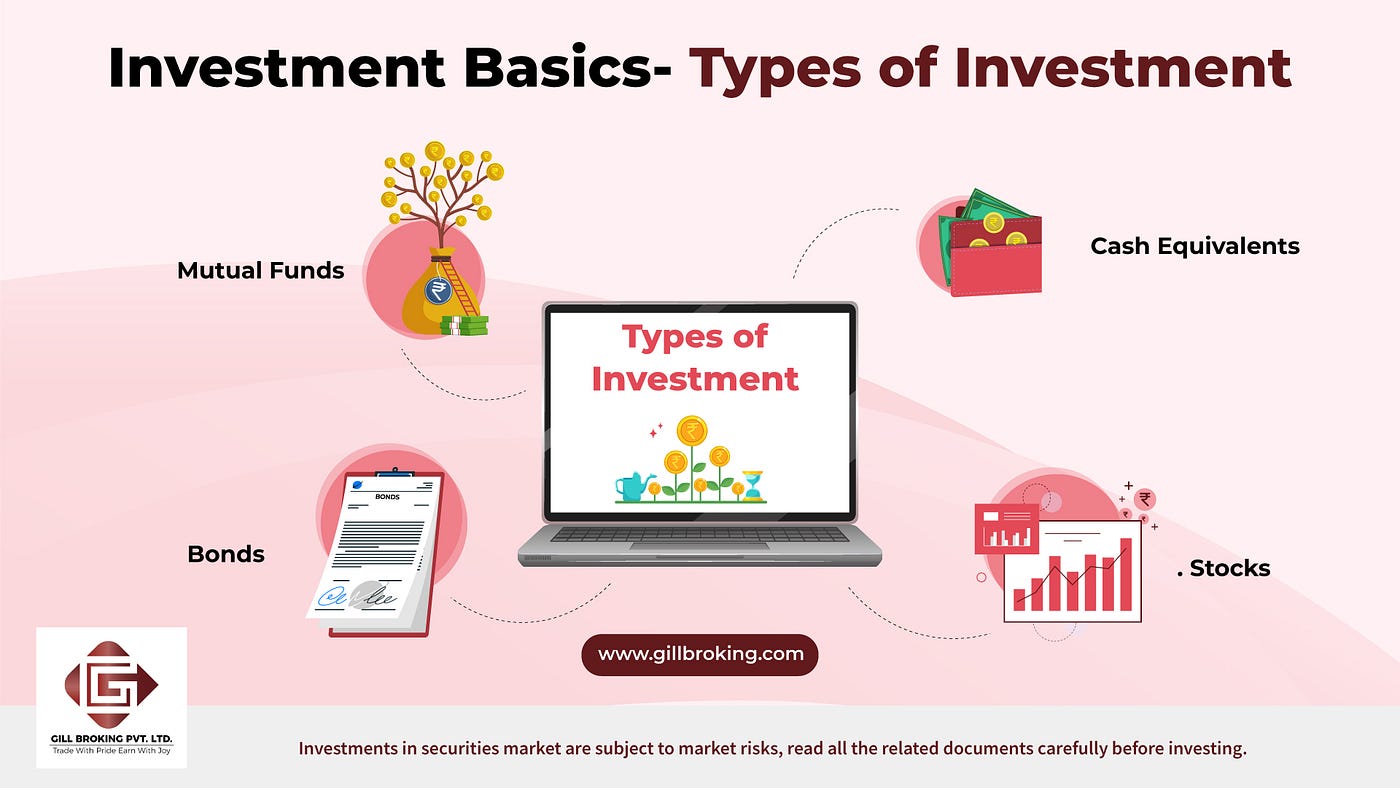 Investment Basics- Types of Investment
Mutual Funds
Cash Equivalents
Types of
Investment
BONDS
Bonds
. Stocks
www.gillbroking.com
GILL BROKING PVT. LTD.
Trade With Pride Earn With Joy
Investments in securities market are subject to market risks, read all the related documents carefully before investing.